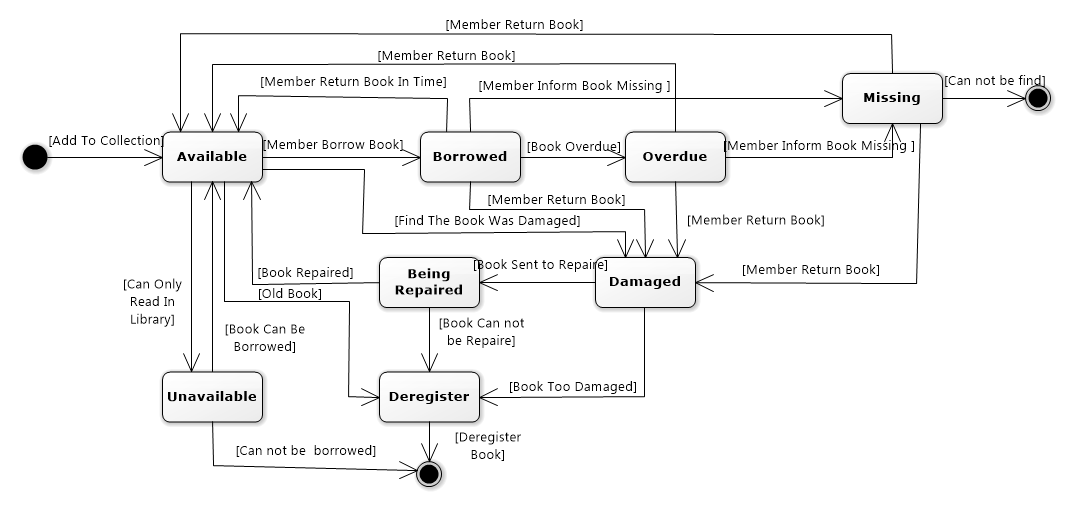 [Member Return Book]
[Member Return Book]
[Member Return Book In Time]
[Member Inform Book Missing ]
[Can not be find]
Missing
[Add To Collection]
Available
[Member Borrow Book]
Borrowed
[Book Overdue]
Overdue
[Member Inform Book Missing ]
[Member Return Book]
[Find The Book Was Damaged]
[Member Return Book]
[Book Repaired]
Being
Repaired
[Book Sent to Repaire]
Damaged
[Member Return Book]
[Can Only
Read In
Library]
[Old Book]
[Book Can Be
Borrowed]
[Book Can not
be Repaire]
Unavailable
Deregister
[Book Too Damaged]
[Can not be  borrowed]
[Deregister
Book]